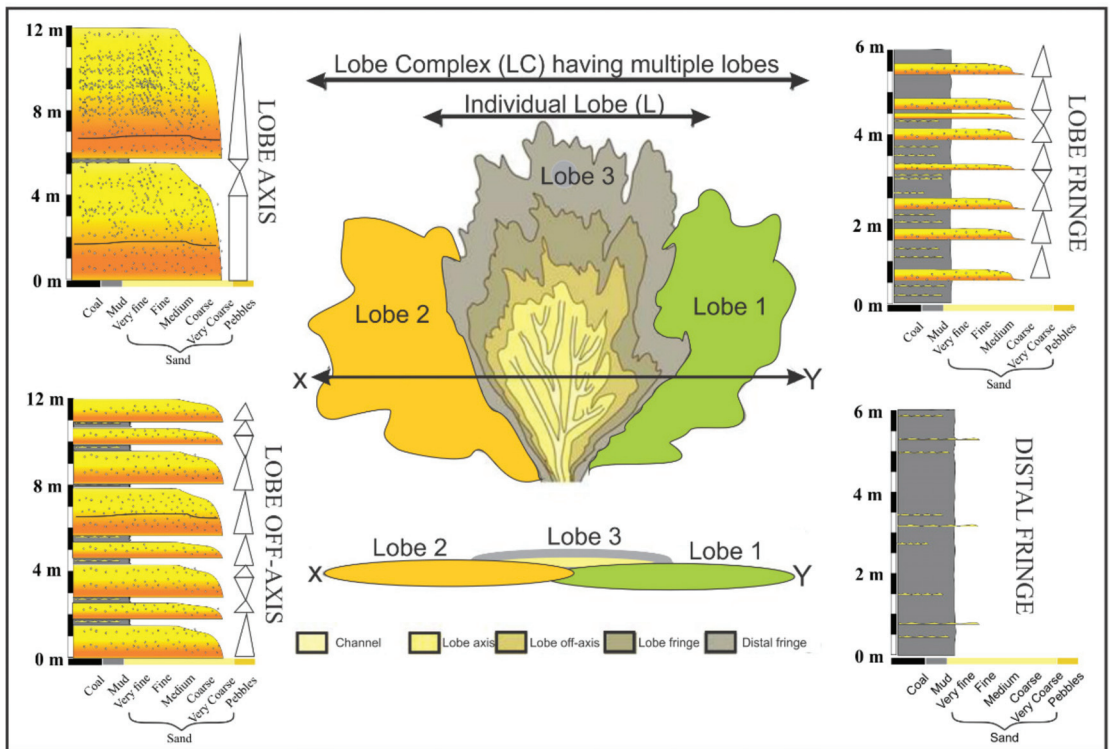 12 m
8 m
4 m
0 m
LOBE AXIS
Coal
Mud
Very fine
Fine
Medium
Coarse
Very Coarse
Pebbles
Sand
Lobe Complex (LC) having multiple lobes
Individual Lobe (L)
Lobe 3
Lobe 2
Lobe 1
X
Y
6 m
4 m
2 m
0 m
LOBE FRINGE
Coal
Mud
Very fine
Fine
Medium
Coarse
Very Coarse
Pebbles
Sand
12 m
8 m
4 m
0 m
LOBE OFF-AXIS
Coal
Mud
Very fine
Fine
Medium
Coarse
Very Coarse
Pebbles
Sand
Lobe 2
Lobe 3
Lobe 1
X
Y
Channel
Lobe axis
Lobe off-axis
Lobe fringe
Distal fringe
6 m
4 m
2 m
0 m
DISTAL FRINGE
Coal
Mud
Very fine
Fine
Medium
Coarse
Very Coarse
Pebbles
Sand